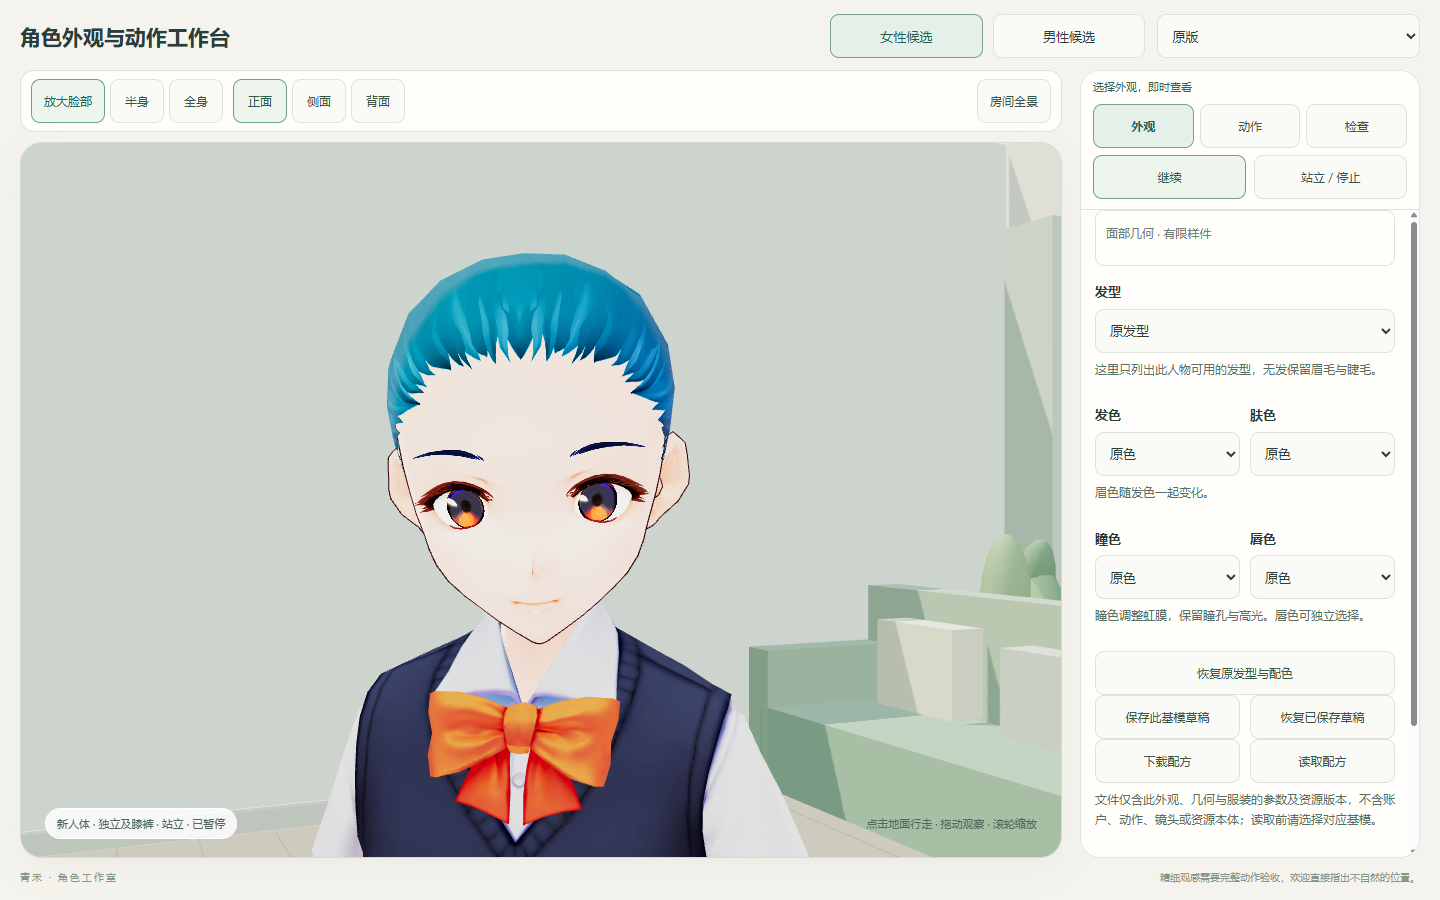 角色外观与动作工作台
女性候选
男性候选
原版
放大脸部
半身
全身
正面
侧面
背面
房间全景
选择外观，即时查看
外观
动作
检查
继续
站立 / 停止
面部几何 · 有限样件
发型
原发型
这里只列出此人物可用的发型，无发保留眉毛与睫毛。
发色
肤色
原色
原色
眉色随发色一起变化。
瞳色
唇色
原色
原色
瞳色调整虹膜，保留瞳孔与高光。唇色可独立选择。
恢复原发型与配色
保存此基模草稿
恢复已保存草稿
下载配方
读取配方
文件仅含此外观、几何与服装的参数及资源版本，不含账
户、动作、镜头或资源本体；读取前请选择对应基模。
新人体 · 独立及膝裤 · 站立 · 已暂停
点击地面行走 · 拖动观察 · 滚轮缩放
青禾 · 角色工作室
精细观感需要完整动作验收，欢迎直接指出不自然的位置。